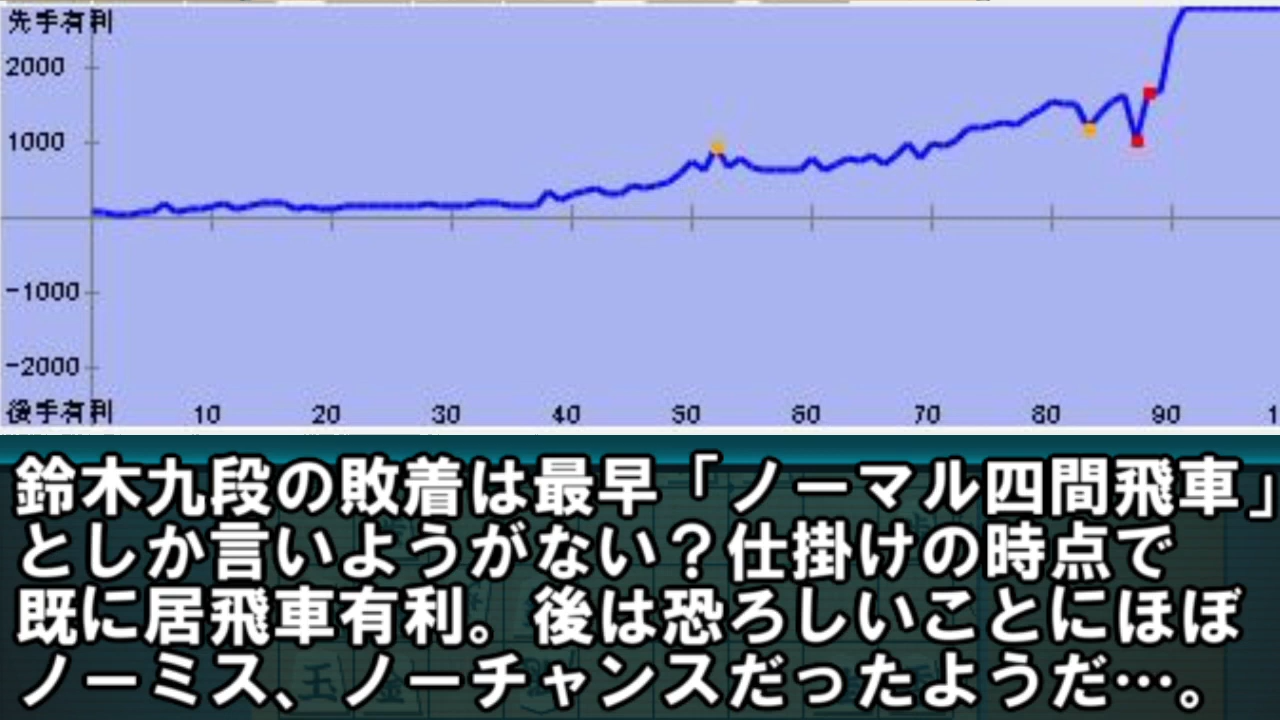 先手有利
2000
1000
-1000
-2000
後手有利 10 20 30 40 50 60 70 80 90 1
鈴木九段の敗着は最早「ノーマル四間飛車」
としか言いようがない？仕掛けの時点で
既に居飛車有利。後は恐ろしいことにほぼ
ノーミス、ノーチャンスだったようだ…。